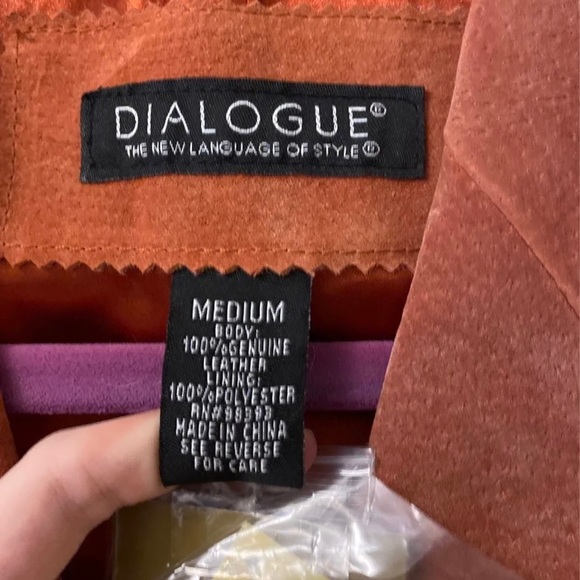 DIALOGUE®
THE NEW LANGUAGE OF STYLE®
MEDIUM
BODY:
100%GENUINE
LEATHER
LINING:
100%POLYESTER
RN#98393
MADE IN CHINA
SEE REVERSE
FOR CARE